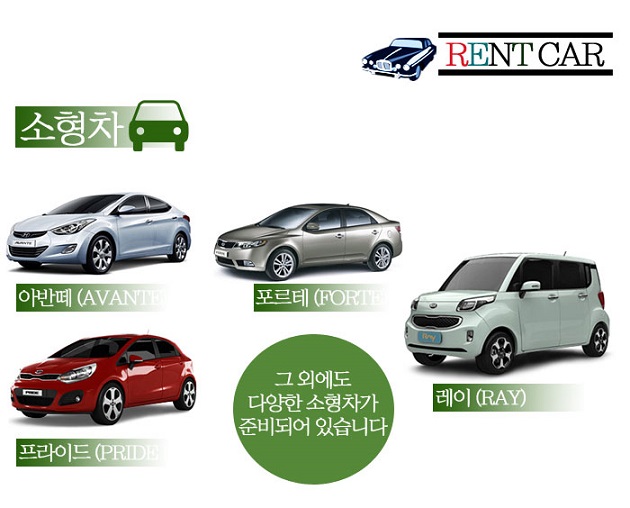 RENT CAR
소형차
아반떼 (AVANTE
포르테 (FORTE
레이 (RAY)
프라이드 (PRIDE
그 외에도
다양한 소형차가
준비되어 있습니다